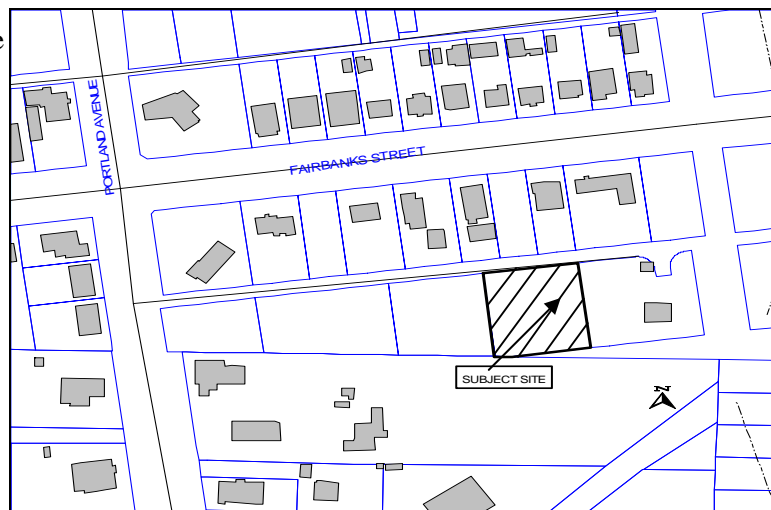 e
PORTLAND AVENUE
FAIRBANKS STREET
SUBJECT SITE
N